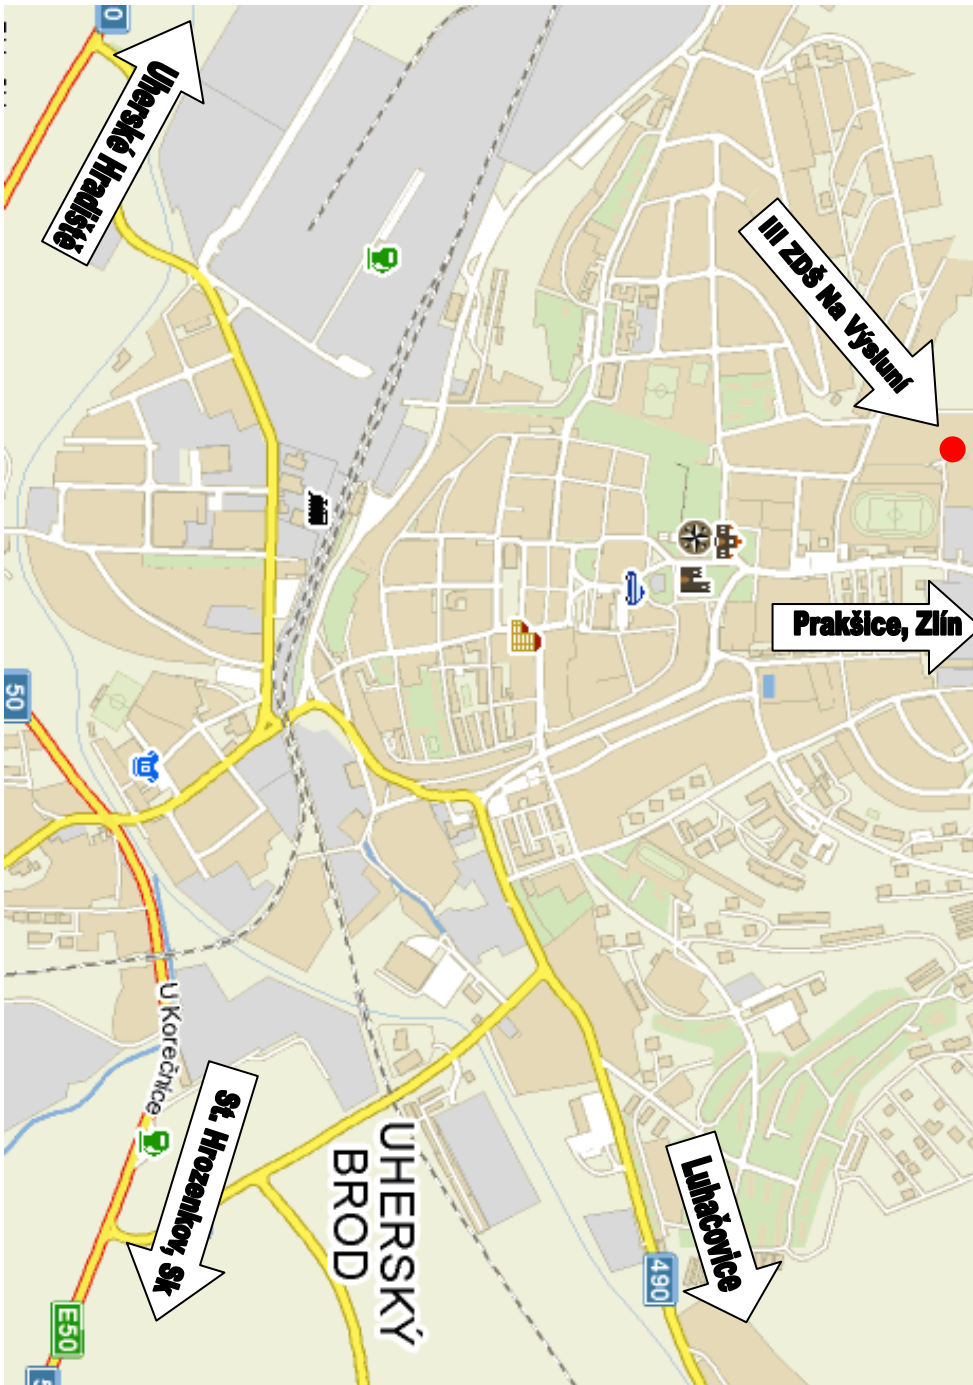 Uherské Hradiště
III ZDŠ Na Výsluní
Prakšice, Zlín
50
U Korečnice
St. Hrozenkov, Sk
UHERSKÝ
BROD
Luhačovice
490
E50